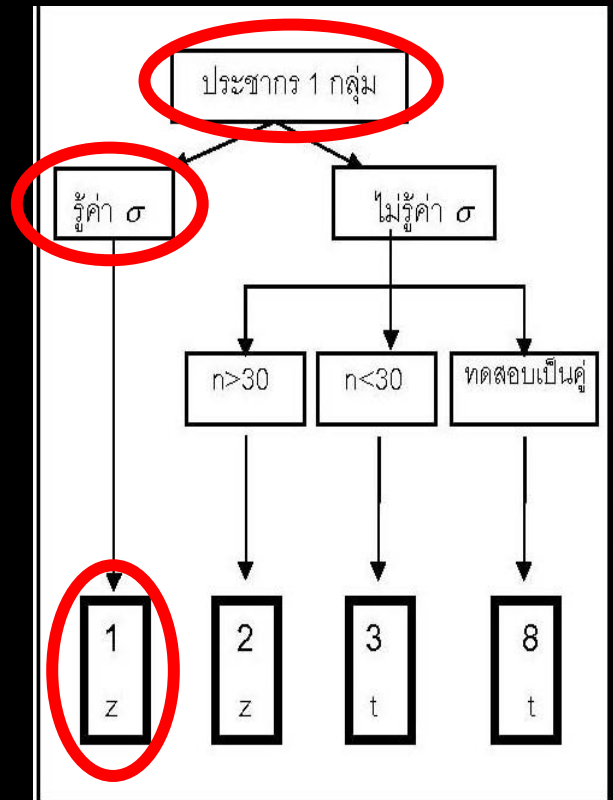 ประชากร 1 กลุ่ม
รู้ค่า σ
ไม่รู้ค่า σ
n>30
n<30
ทดสอบเป็นคู่
1
z
2
z
3
t
8
t